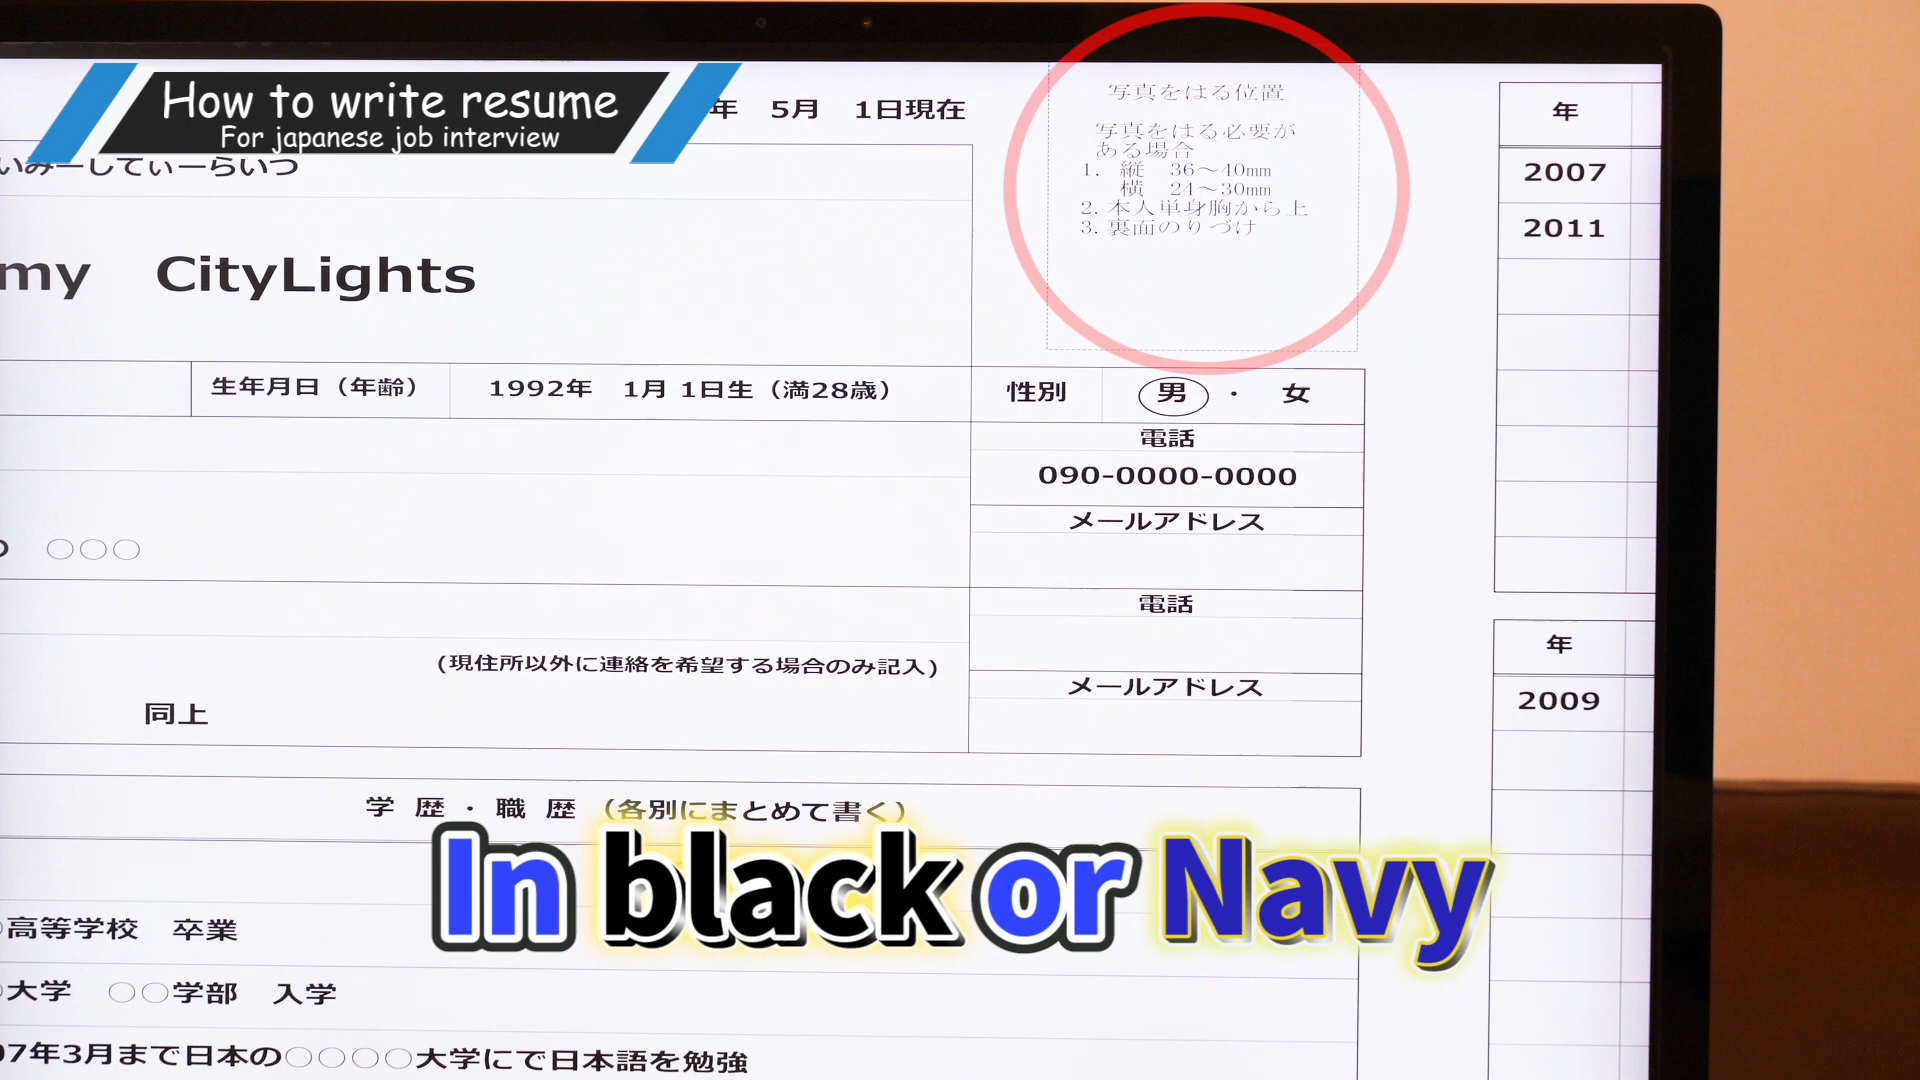 How to write resume
For japanese job interview
年 5月 1日現在
いみーしてぃーらいつ
my CityLights
写真をはる位置
写真をはる必要が
ある場合
1. 縦 36～40mm
横 24～30mm
2. 本人単身胸から上
3. 裏面のりづけ
生年月日（年齢） 1992年 1月 1日生（満28歳） 性別 男 ・ 女
電話
090-0000-0000
メールアドレス
○○○
電話
(現住所以外に連絡を希望する場合のみ記入)
メールアドレス
同上
学 歴 ・ 職 歴 （各別にまとめて書く）
In black or Navy
○高等学校 卒業
○大学 ○○学部 入学
07年3月まで日本の○○○○大学にで日本語を勉強
年
2007
2011
年
2009